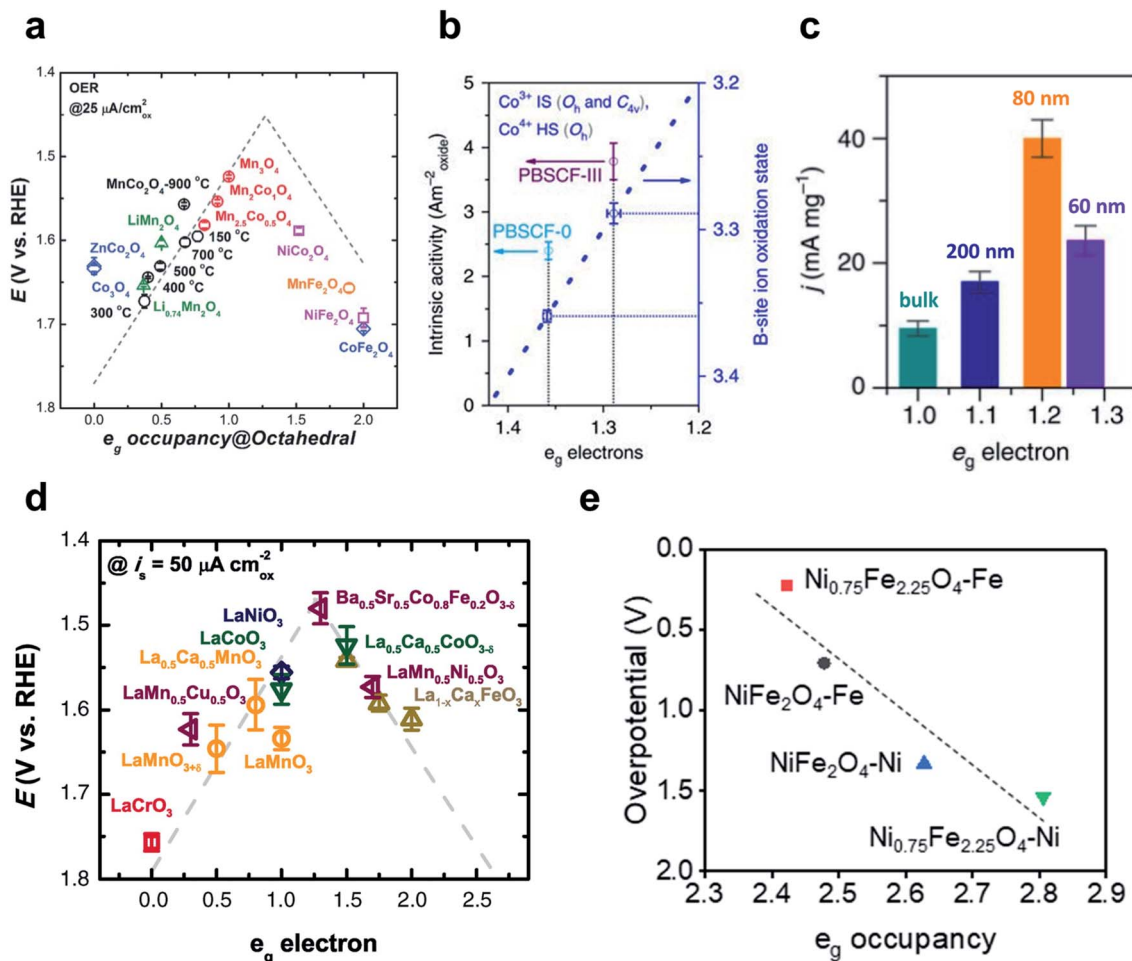 a
OER
@25 μA/cm²ox
E (V vs. RHE)
1.4
1.5
1.6
1.7
1.8
0.0
0.5
1.0
1.5
2.0
eg occupancy@Octahedral
Mn3O4
Mn2Co1O4
Mn2.5Co0.5O4
MnCo2O4-900 °C
LiMn2O4
150 °C
700 °C
500 °C
400 °C
300 °C
ZnCo2O4
Co3O4
Li0.74Mn2O4
NiCo2O4
MnFe2O4
NiFe2O4
CoFe2O4
b
Intrinsic acitivity (Am⁻²oxide)
5
4
3
2
1
0
Co³⁺ IS (Oh and C4v),
Co⁴⁺ HS (Oh)
PBSCF-III
PBSCF-0
1.4
1.3
1.2
eg electrons
3.2
3.3
3.4
B-site ion oxidation state
c
j (mA mg⁻¹)
40
20
0
bulk
200 nm
80 nm
60 nm
1.0
1.1
1.2
1.3
eg electron
d
@ is = 50 μA cm⁻²ox
E (V vs. RHE)
1.4
1.5
1.6
1.7
1.8
Ba0.5Sr0.5Co0.8Fe0.2O3-δ
LaNiO3
LaCoO3
La0.5Ca0.5CoO3-δ
La0.5Ca0.5MnO3
LaMn0.5Ni0.5O3
LaMn0.5Cu0.5O3
La1-xCaxFeO3
LaMnO3+δ
LaMnO3
LaCrO3
0.0
0.5
1.0
1.5
2.0
2.5
eg electron
e
Overpotential (V)
0.0
0.5
1.0
1.5
2.0
Ni0.75Fe2.25O4-Fe
NiFe2O4-Fe
NiFe2O4-Ni
Ni0.75Fe2.25O4-Ni
2.3
2.4
2.5
2.6
2.7
2.8
2.9
eg occupancy